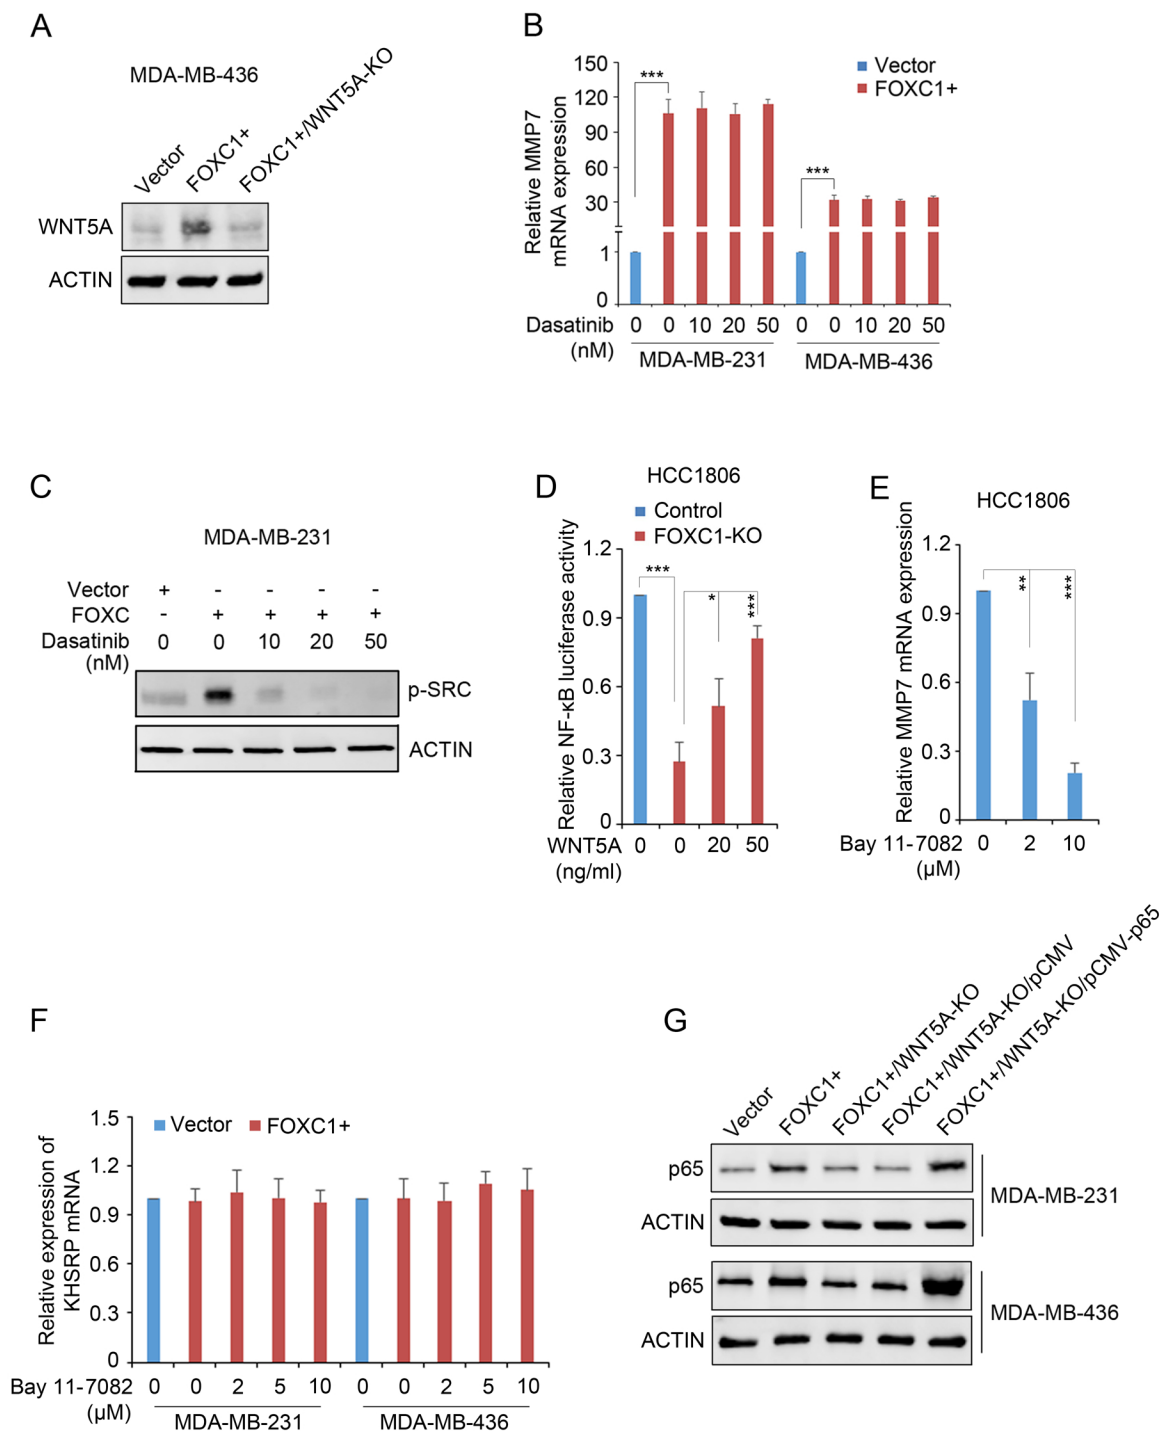 A
MDA-MB-436
Vector
FOXC1+
FOXC1+/WNT5A-KO
WNT5A
ACTIN
B
Relative MMP7
mRNA expression
150
120
90
60
30
1
0
***
***
Vector
FOXC1+
Dasatinib
(nM)
0 0 10 20 50 0 0 10 20 50
MDA-MB-231 MDA-MB-436
C
MDA-MB-231
Vector + - - - -
FOXC - + + + +
Dasatinib 0 0 10 20 50
(nM)
p-SRC
ACTIN
D
HCC1806
Control
FOXC1-KO
Relative NF-κB luciferase activity
1.2
0.9
0.6
0.3
0
***
*
***
WNT5A 0 0 20 50
(ng/ml)
E
HCC1806
Relative MMP7 mRNA expression
1.2
0.9
0.6
0.3
0
**
***
Bay 11-7082 0 2 10
(µM)
F
Relative expression of
KHSRP mRNA
1.5
1.2
0.9
0.6
0.3
0
Vector FOXC1+
Bay 11-7082 0 0 2 5 10 0 0 2 5 10
(µM)
MDA-MB-231 MDA-MB-436
G
Vector
FOXC1+
FOXC1+/WNT5A-KO
FOXC1+/WNT5A-KO/pCMV
FOXC1+/WNT5A-KO/pCMV-p65
p65
ACTIN
MDA-MB-231
p65
ACTIN
MDA-MB-436